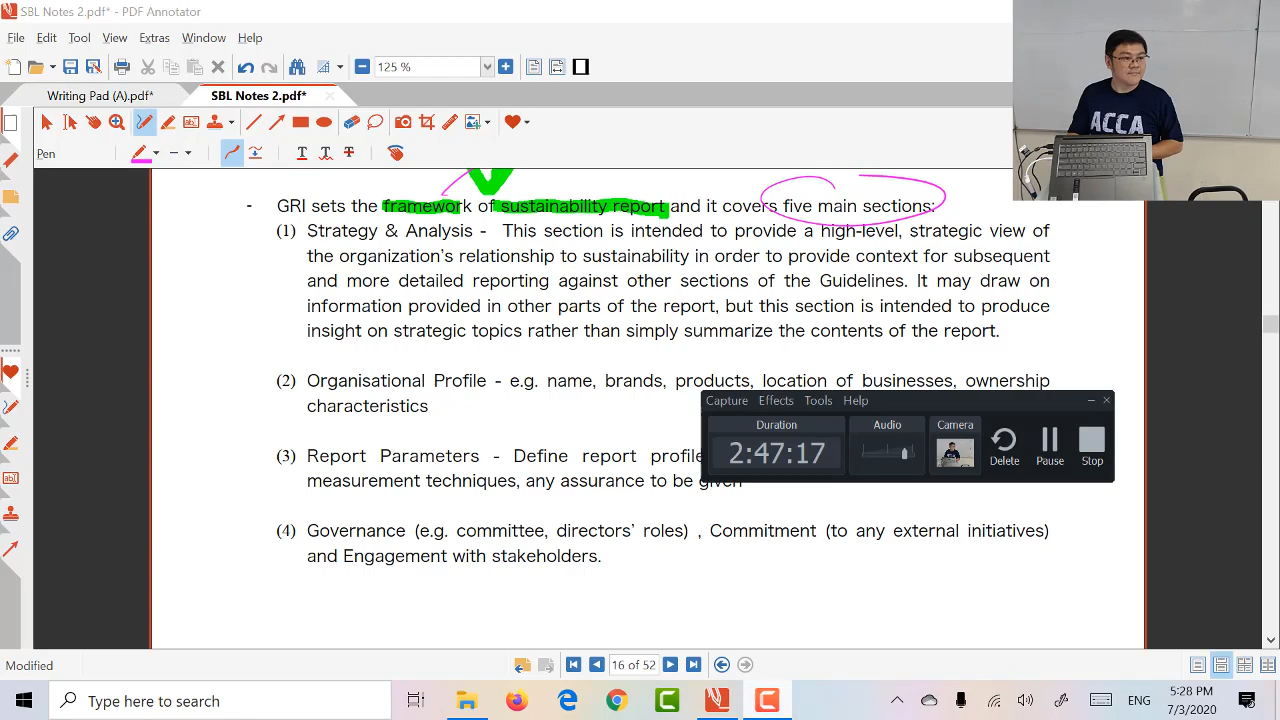 SBL Notes 2.pdf* - PDF Annotator
File Edit Tool View Extras Window Help
125 %
Writing Pad (A).pdf* SBL Notes 2.pdf*
Pen
ACCA
- GRI sets the framework of sustainability report and it covers five main sections:
(1) Strategy & Analysis - This section is intended to provide a high-level, strategic view of
the organization's relationship to sustainability in order to provide context for subsequent
and more detailed reporting against other sections of the Guidelines. It may draw on
information provided in other parts of the report, but this section is intended to produce
insight on strategic topics rather than simply summarize the contents of the report.
(2) Organisational Profile - e.g. name, brands, products, location of businesses, ownership
characteristics
(3) Report Parameters - Define report profile
measurement techniques, any assurance to be given
(4) Governance (e.g. committee, directors' roles) , Commitment (to any external initiatives)
and Engagement with stakeholders.
Capture Effects Tools Help
Duration Audio Camera
2:47:17
Delete Pause Stop
Modified
16 of 52
Type here to search
ENG
5:28 PM
7/3/2020